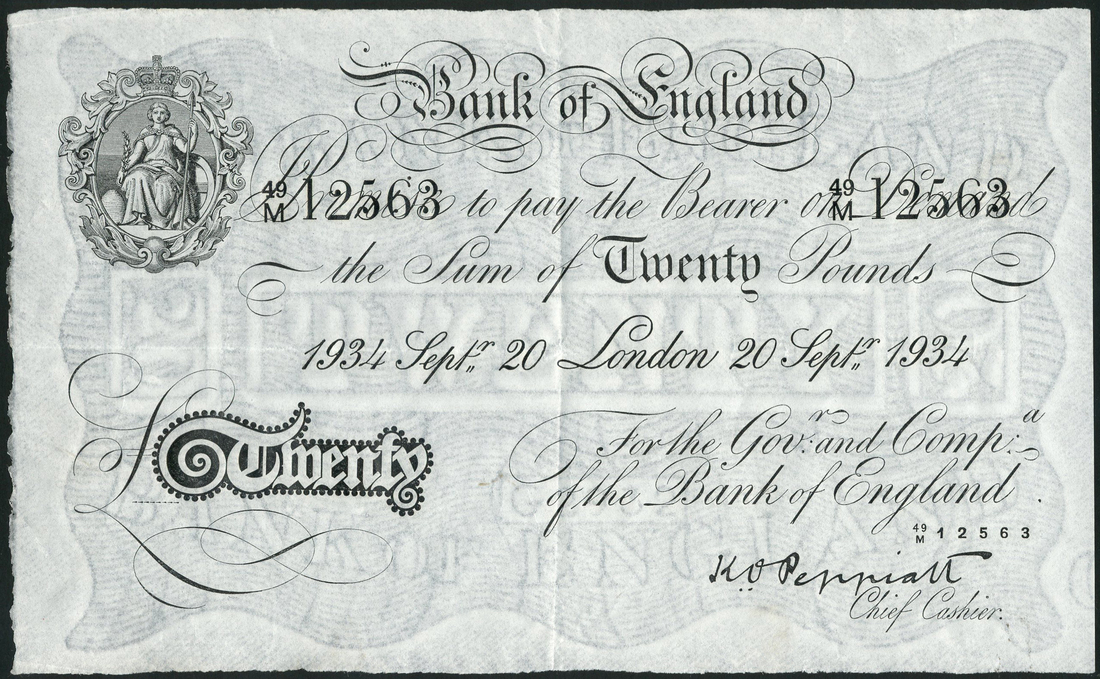 Bank of England
I Promise to pay the Bearer on Demand
49/M 12563 49/M 12563
the Sum of Twenty Pounds
1934 Septr 20 London 20 Septr 1934
£ Twenty
For the Govr: and Compa:
of the Bank of England.
49/M 12563
K.O. Peppiatt
Chief Cashier.